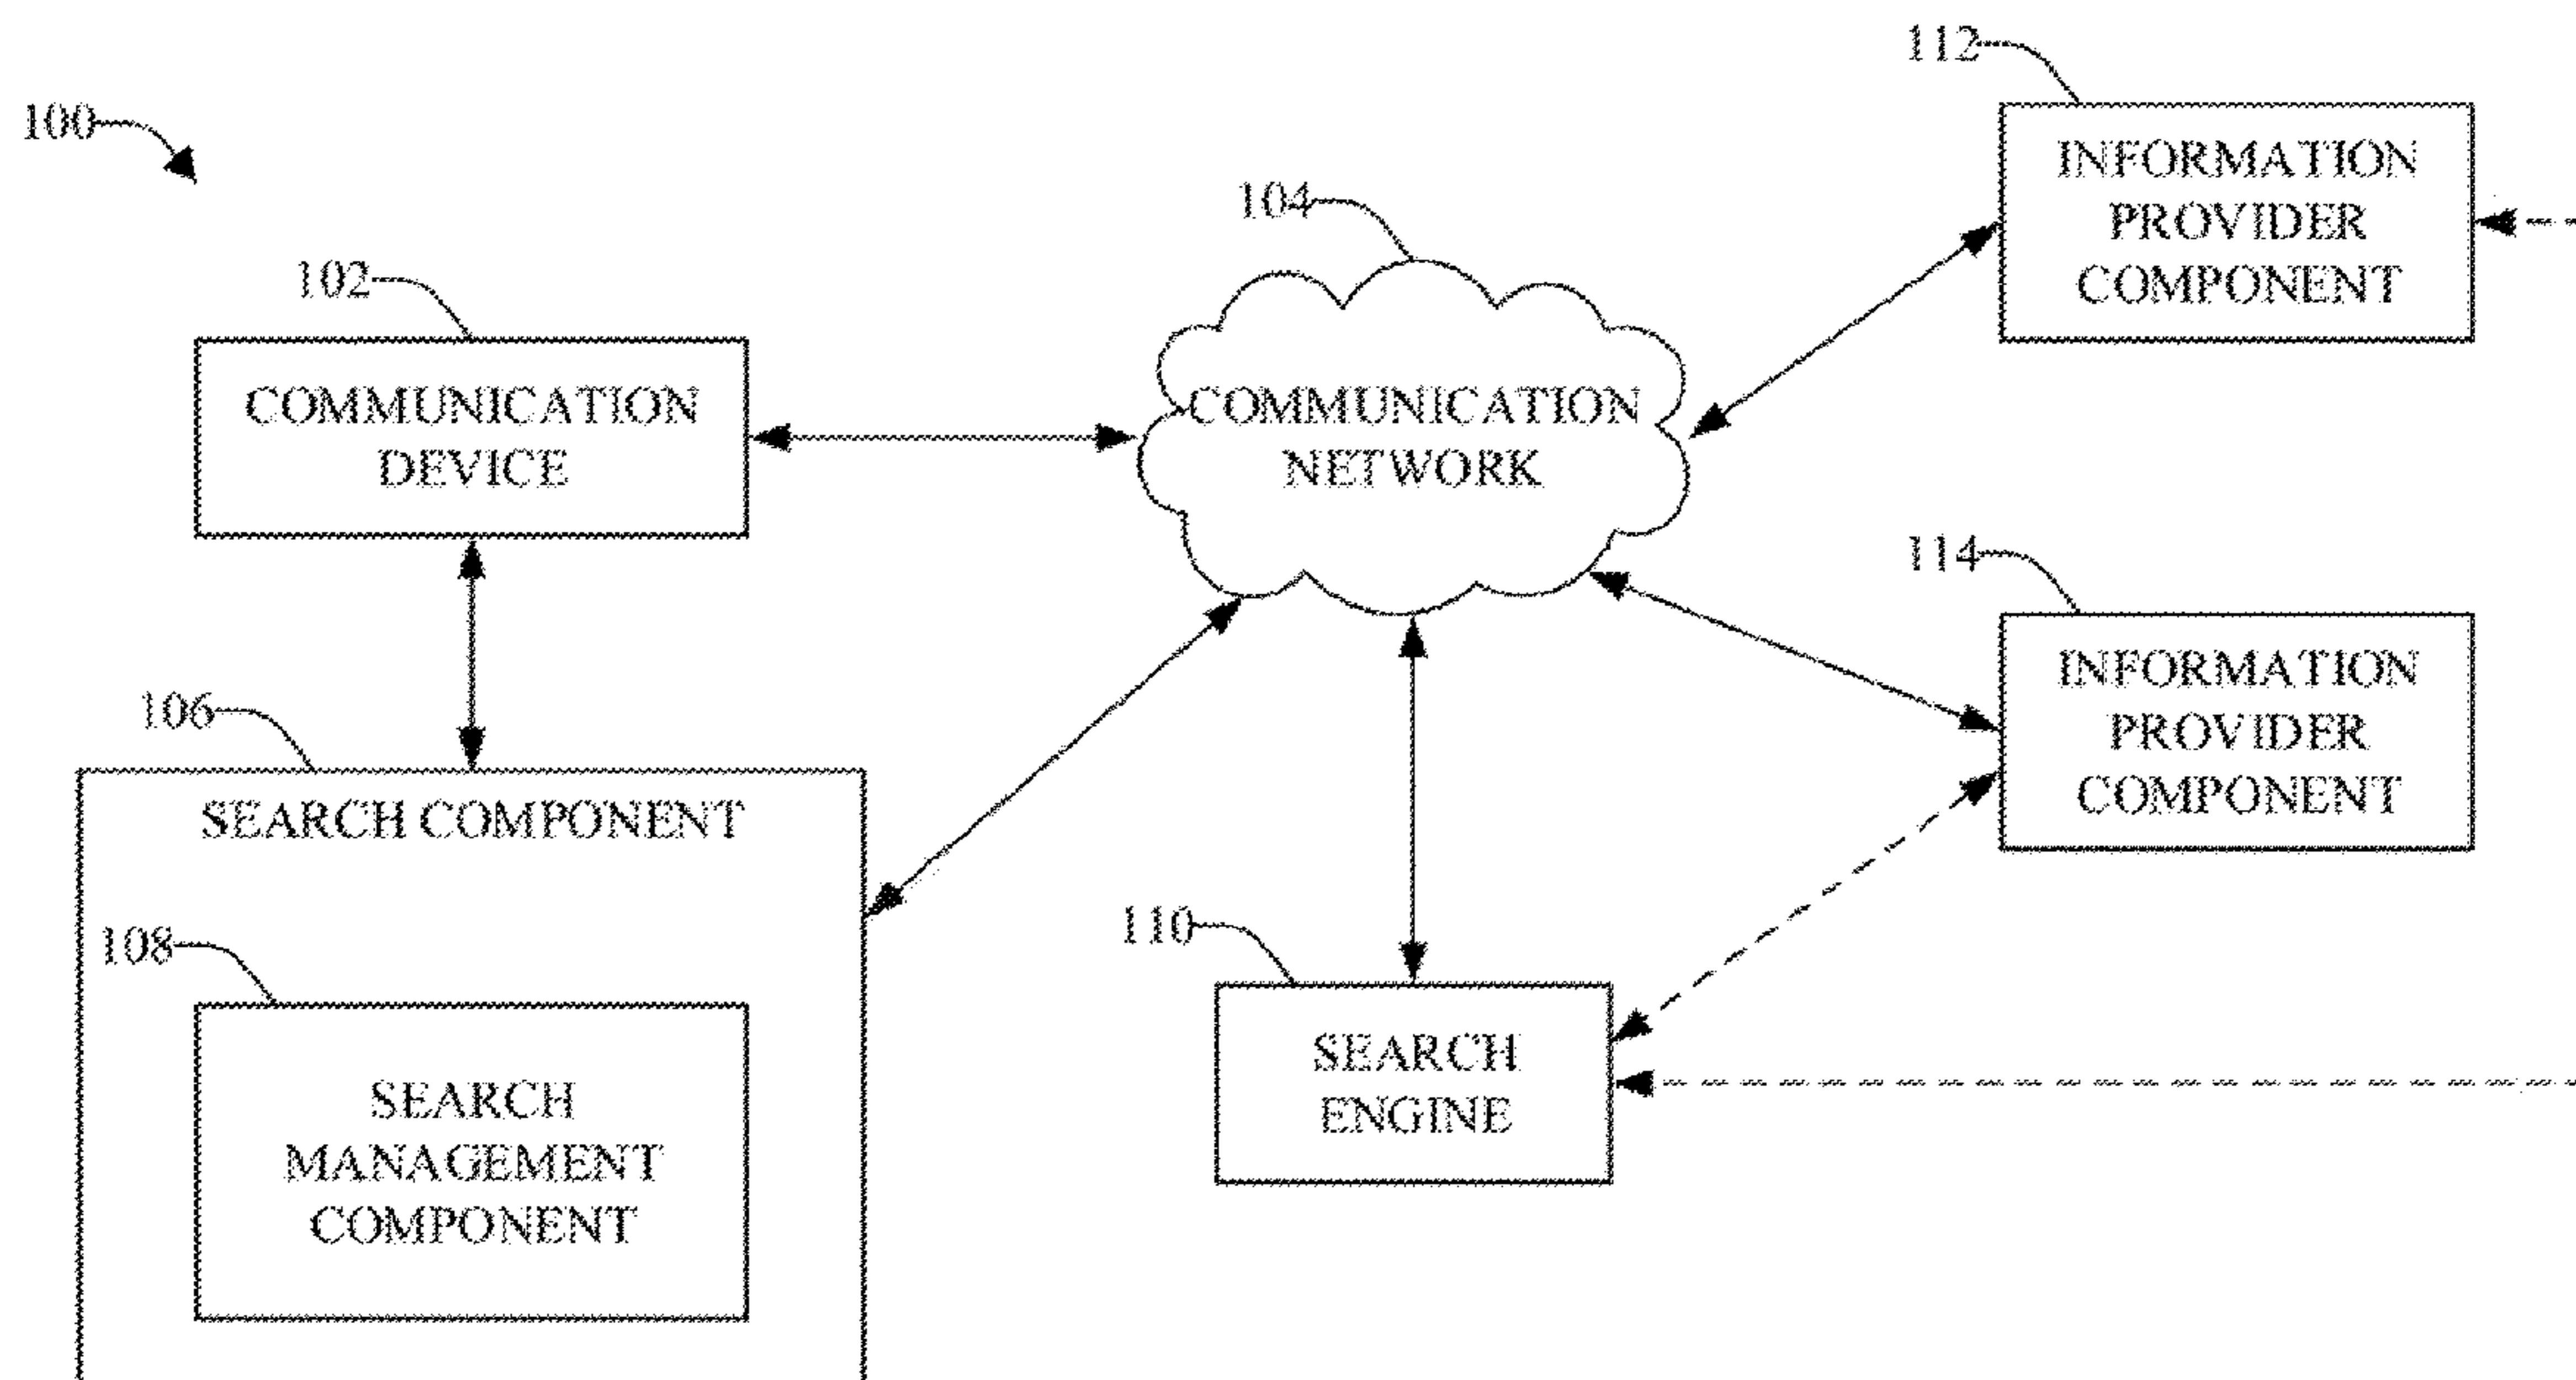 100
102
COMMUNICATION
DEVICE
104
COMMUNICATION
NETWORK
112
INFORMATION
PROVIDER
COMPONENT
114
INFORMATION
PROVIDER
COMPONENT
106
SEARCH COMPONENT
108
SEARCH
MANAGEMENT
COMPONENT
110
SEARCH
ENGINE